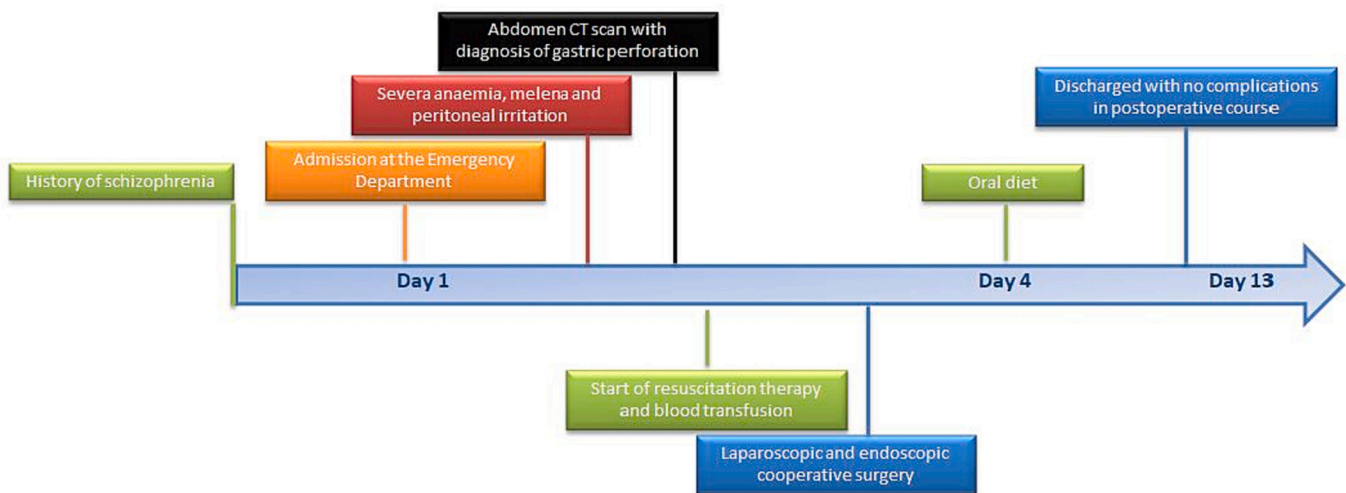 Abdomen CT scan with
diagnosis of gastric perforation
Severa anaemia, melena and
peritoneal irritation
Discharged with no complications
in postoperative course
Admission at the Emergency
Department
History of schizophrenia
Oral diet
Day 1
Day 4
Day 13
Start of resuscitation therapy
and blood transfusion
Laparoscopic and endoscopic
cooperative surgery